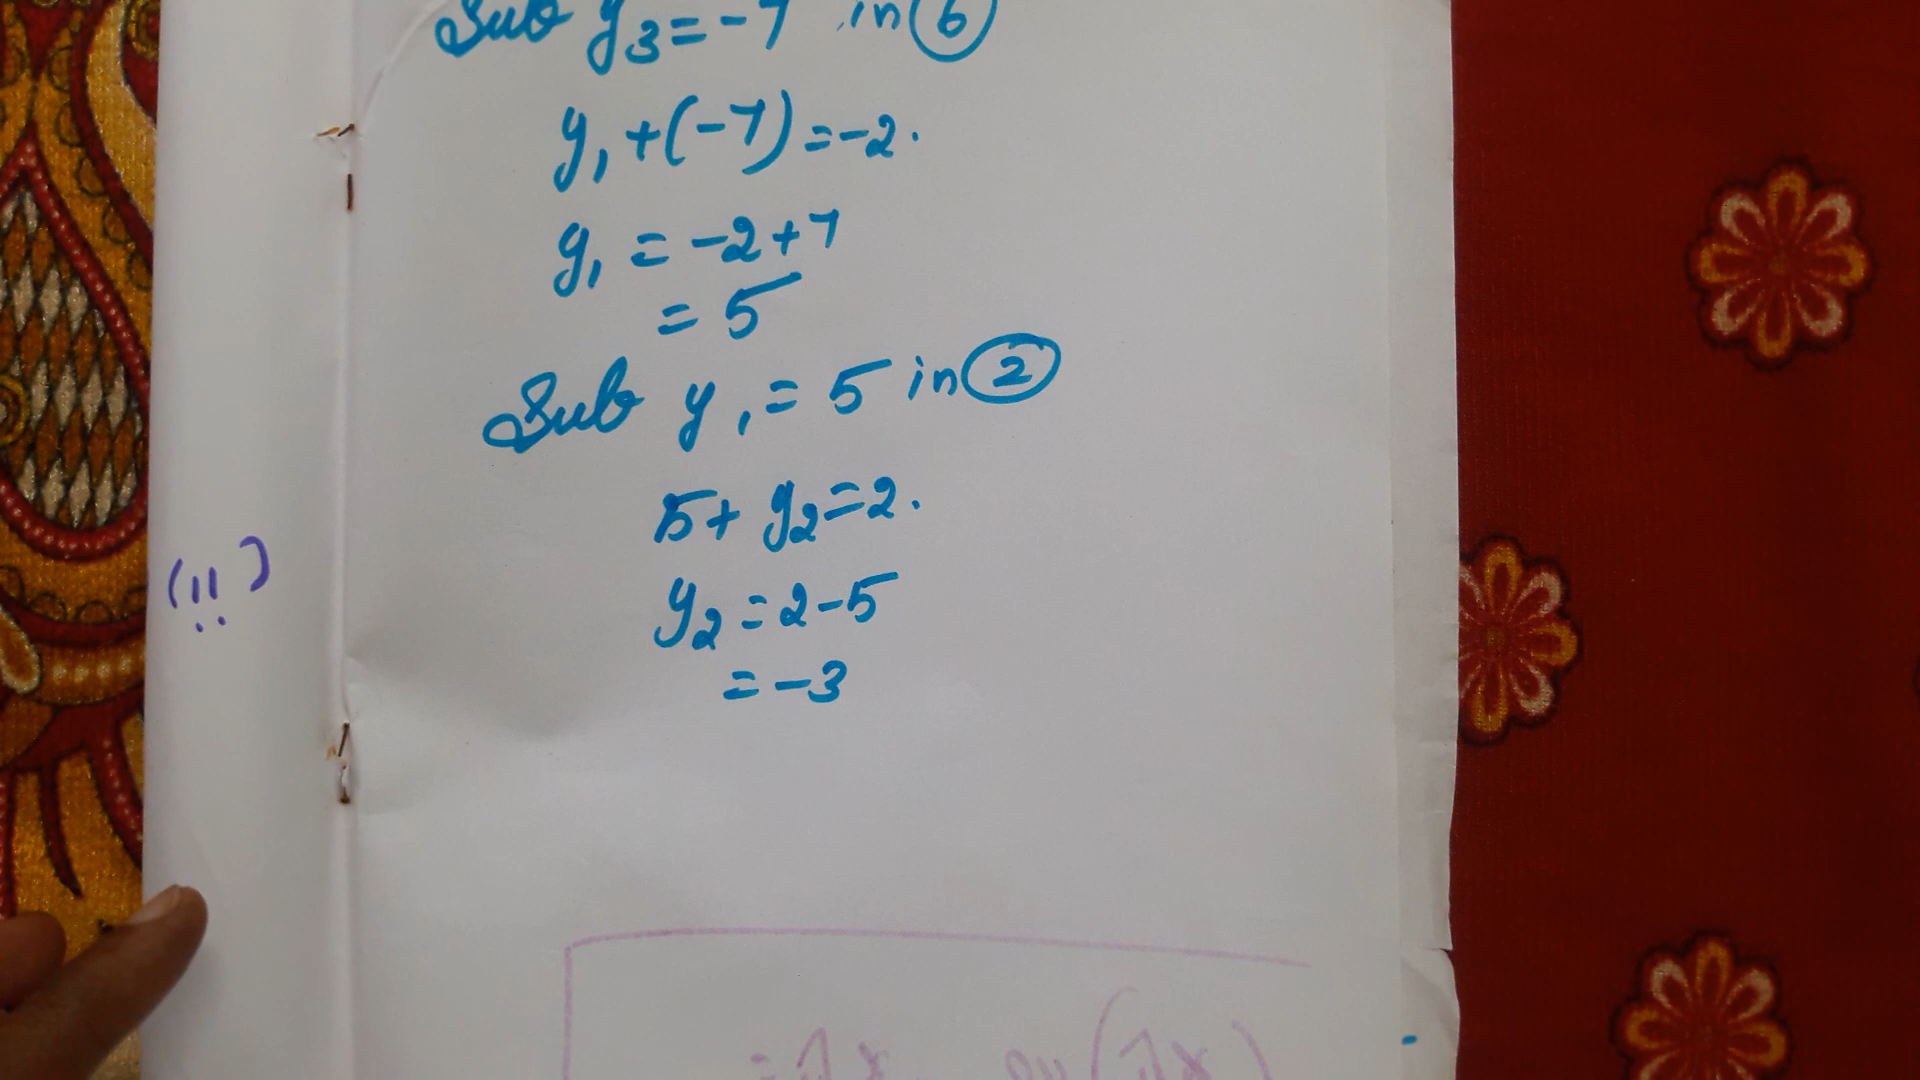 Sub y₃ = -7 in ⑥
y₁ + (-7) = -2.
y₁ = -2 + 7
= 5
Sub y₁ = 5 in ②
5 + y₂ = 2.
y₂ = 2 - 5
= -3
(ii)